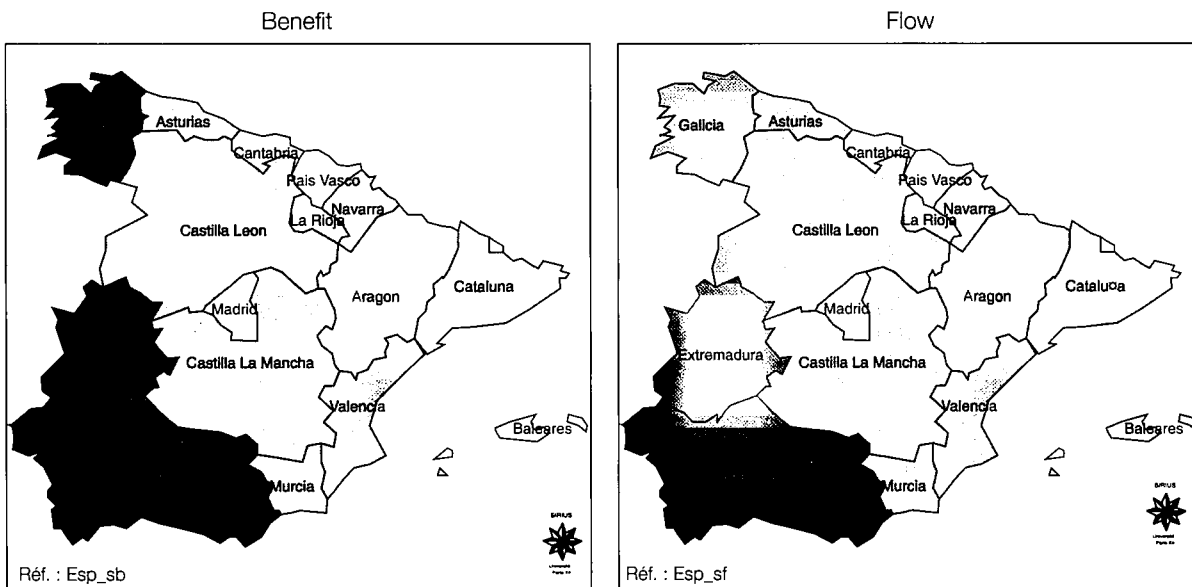 Benefit
Asturias
Cantabria
Pais Vasco
Navarra
La Rioja
Castilla Leon
Cataluna
Aragon
Madrid
Castilla La Mancha
Valencia
Baleares
Murcia
SIRIUS
Réf. : Esp_sb
Flow
Galicia
Asturias
Cantabria
Pais Vasco
Navarra
La Rioja
Castilla Leon
Cataluña
Aragon
Madrid
Extremadura
Castilla La Mancha
Valencia
Baleares
Murcia
SIRIUS
Réf. : Esp_sf